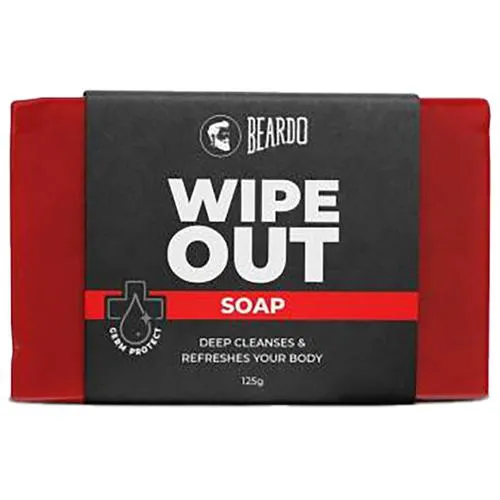 BEARDO
WIPE
OUT
SOAP
GERM PROTECT
DEEP CLEANSES &
REFRESHES YOUR BODY
125g